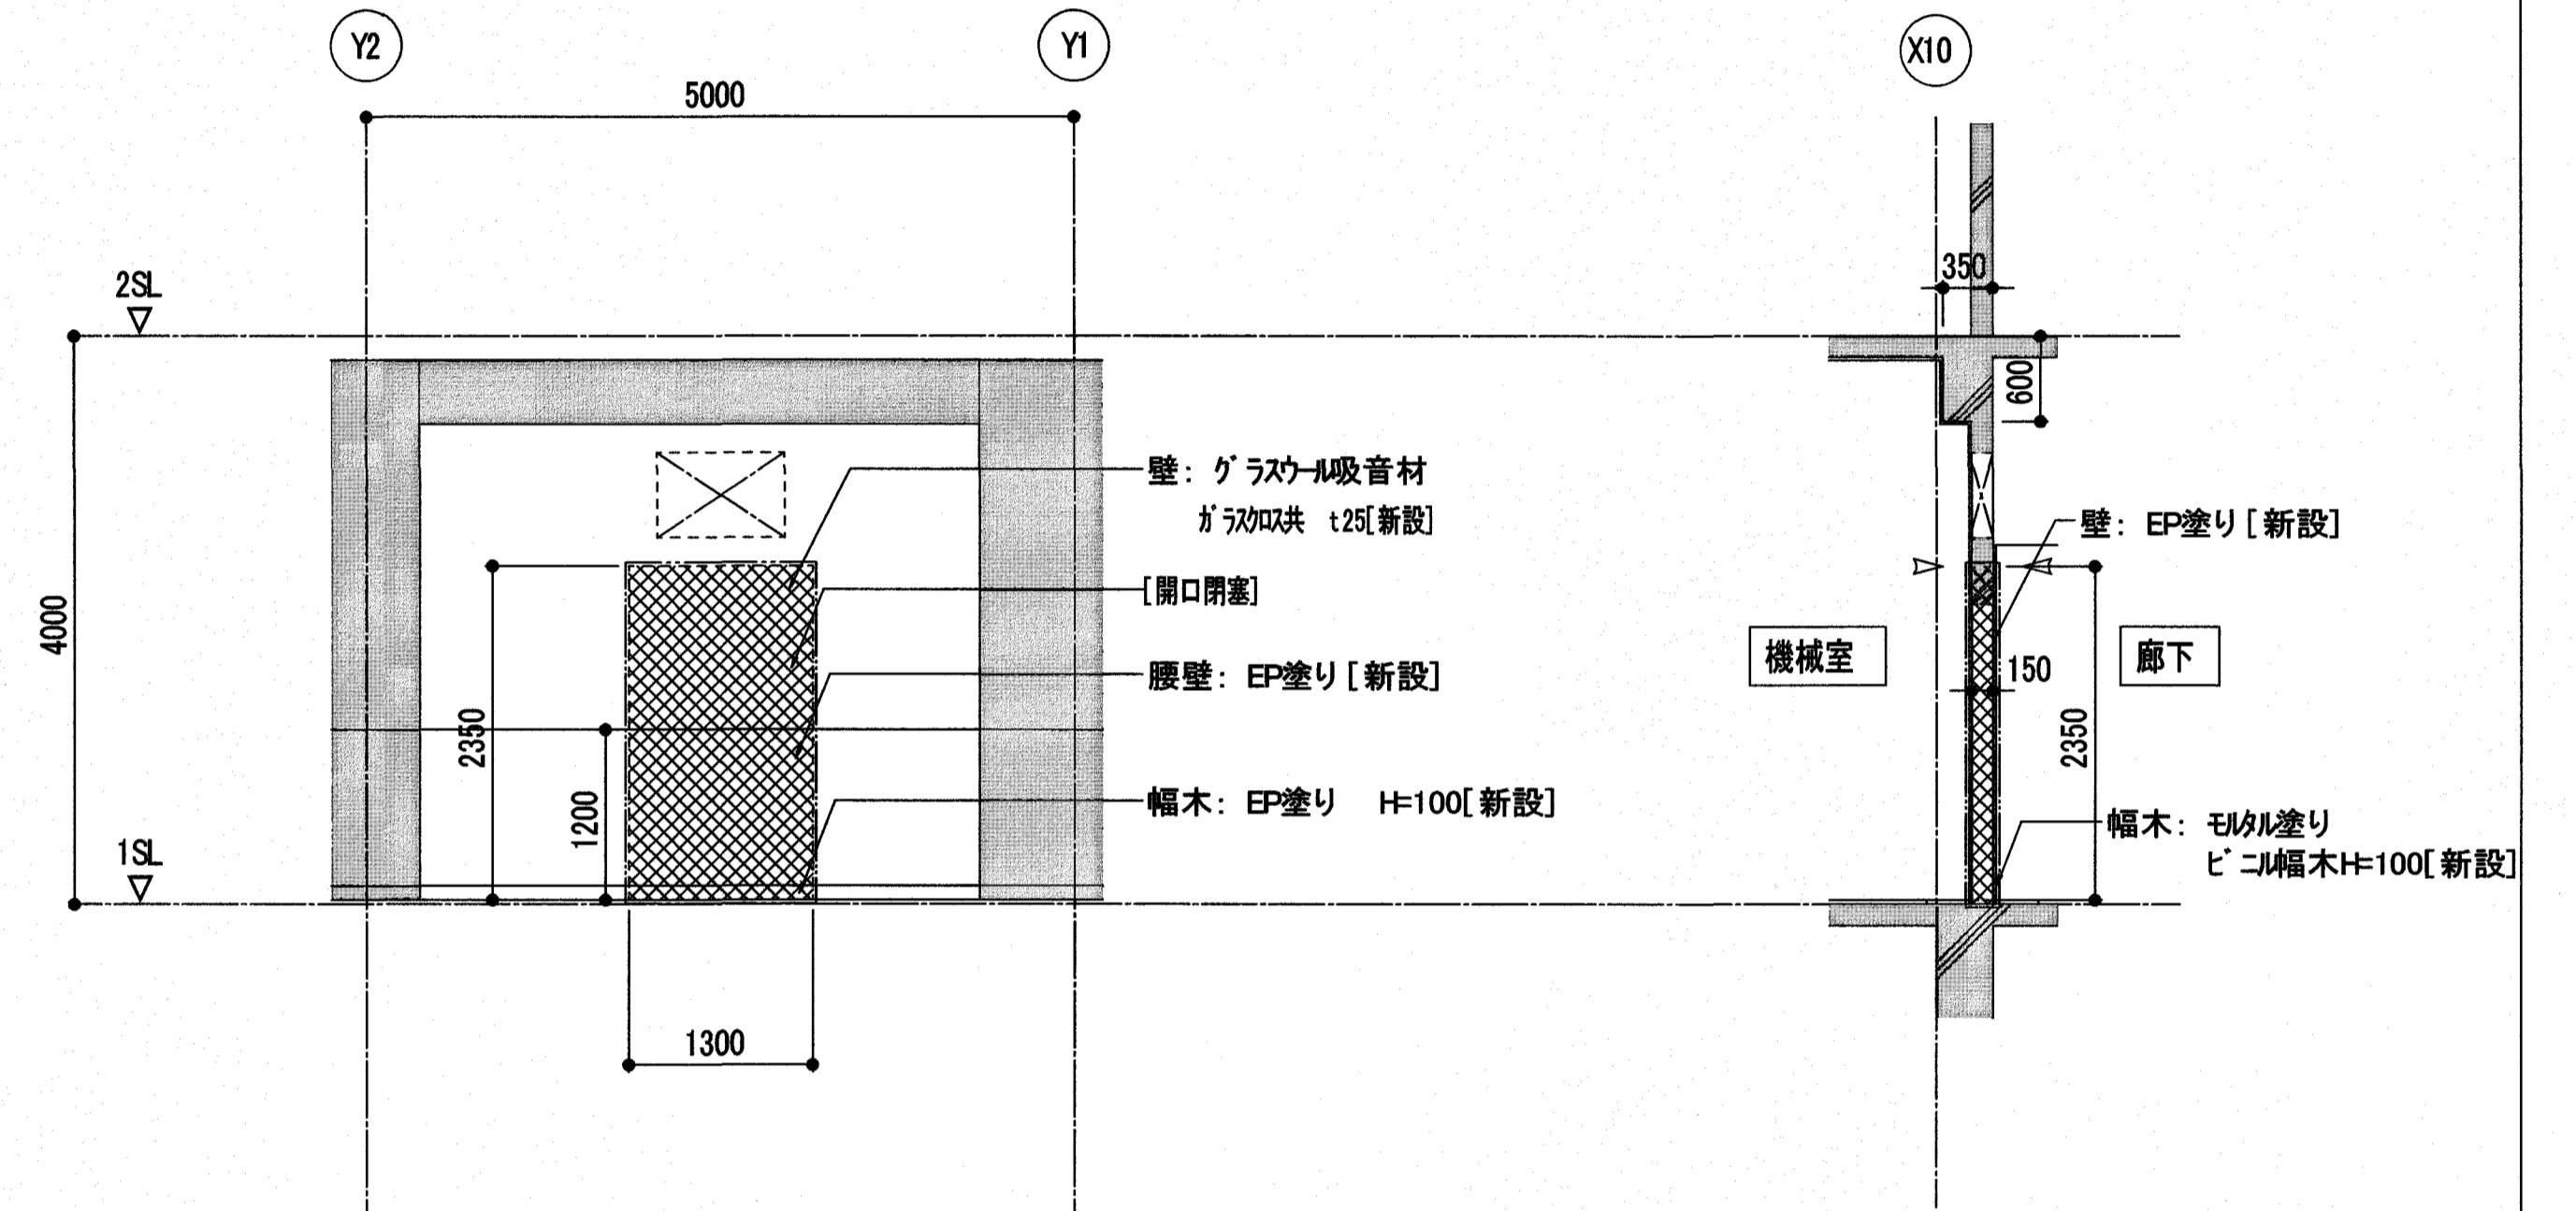 Y2
Y1
X10
5000
350
2SL
600
壁: グラスウール吸音材
ガラスクロス共 t25[新設]
壁: EP塗り[新設]
[開口閉塞]
4000
機械室
廊下
腰壁: EP塗り[新設]
150
2350
2350
1200
幅木: EP塗り H=100[新設]
幅木: モルタル塗り
ビニル幅木H=100[新設]
1SL
1300